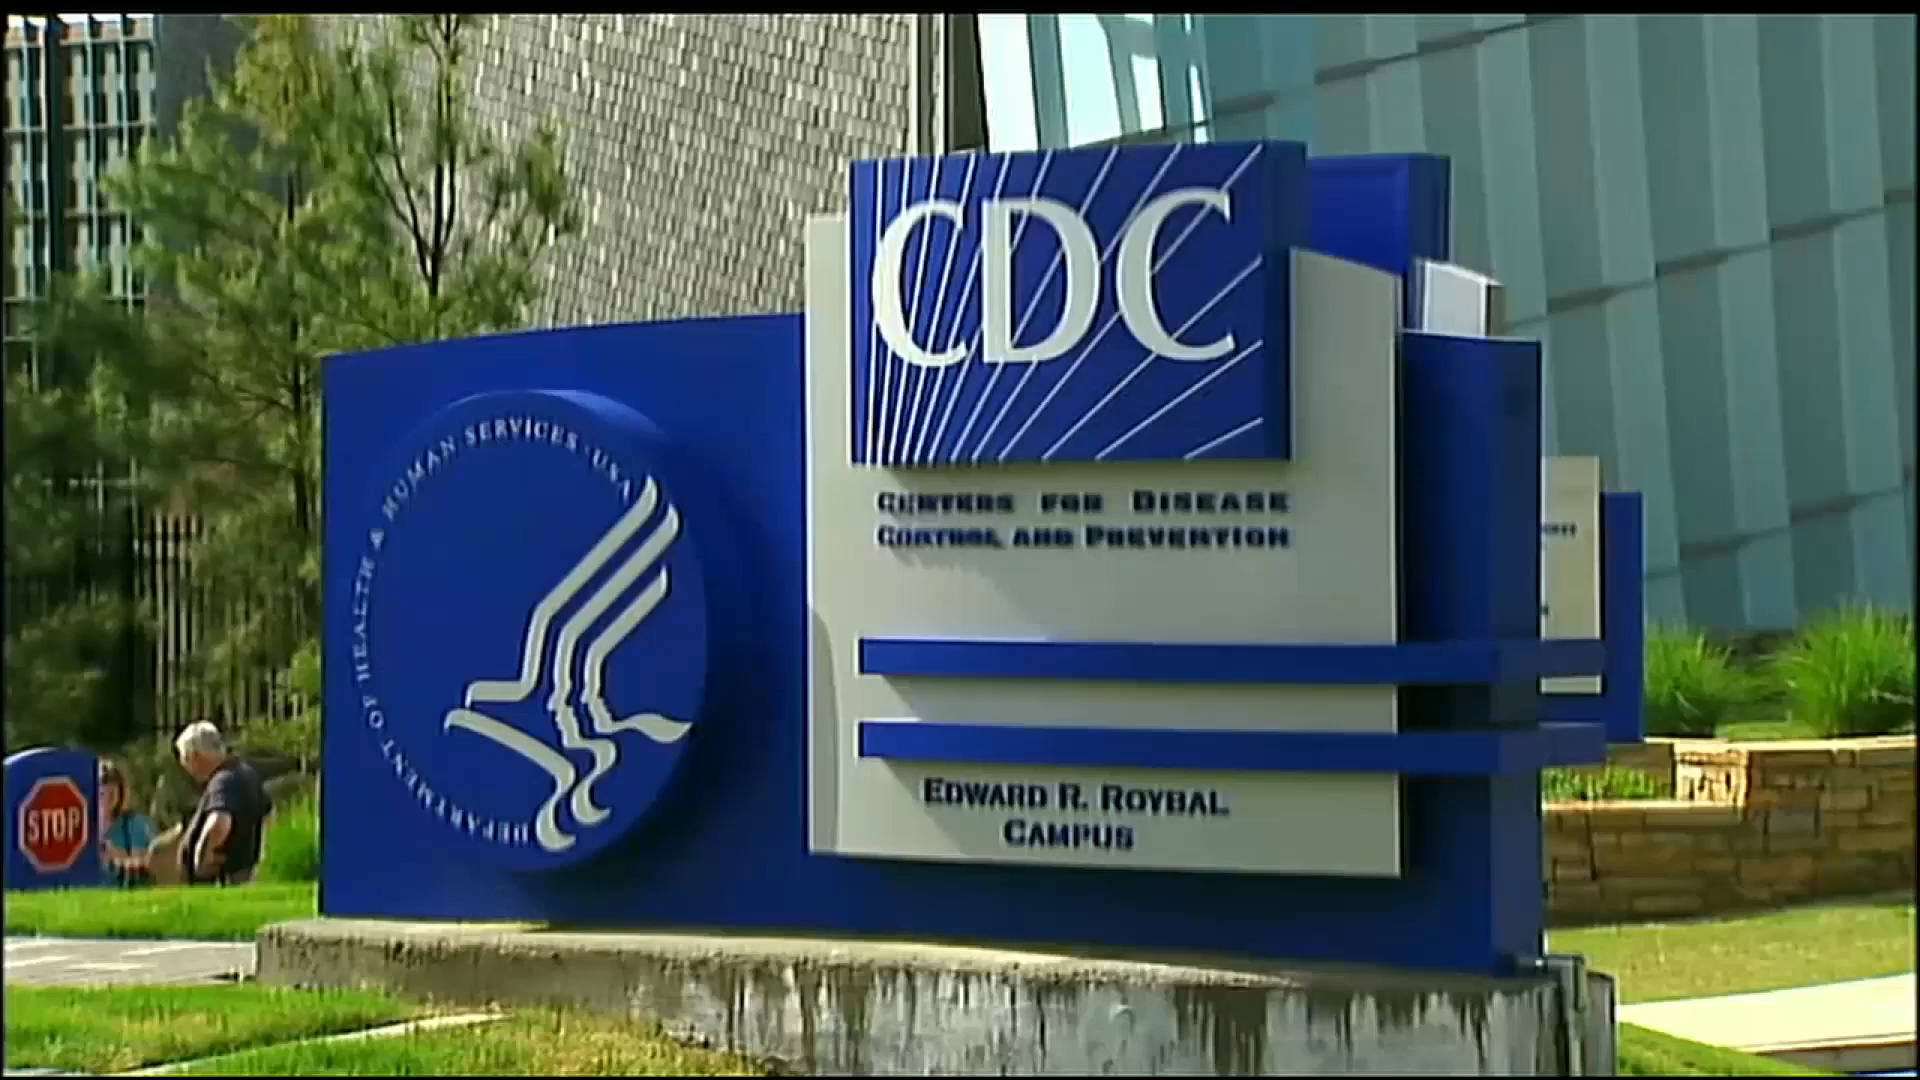 CDC
CENTERS FOR DISEASE
CONTROL AND PREVENTION
EDWARD R. ROYBAL
CAMPUS
DEPARTMENT OF HEALTH & HUMAN SERVICES · USA
STOP